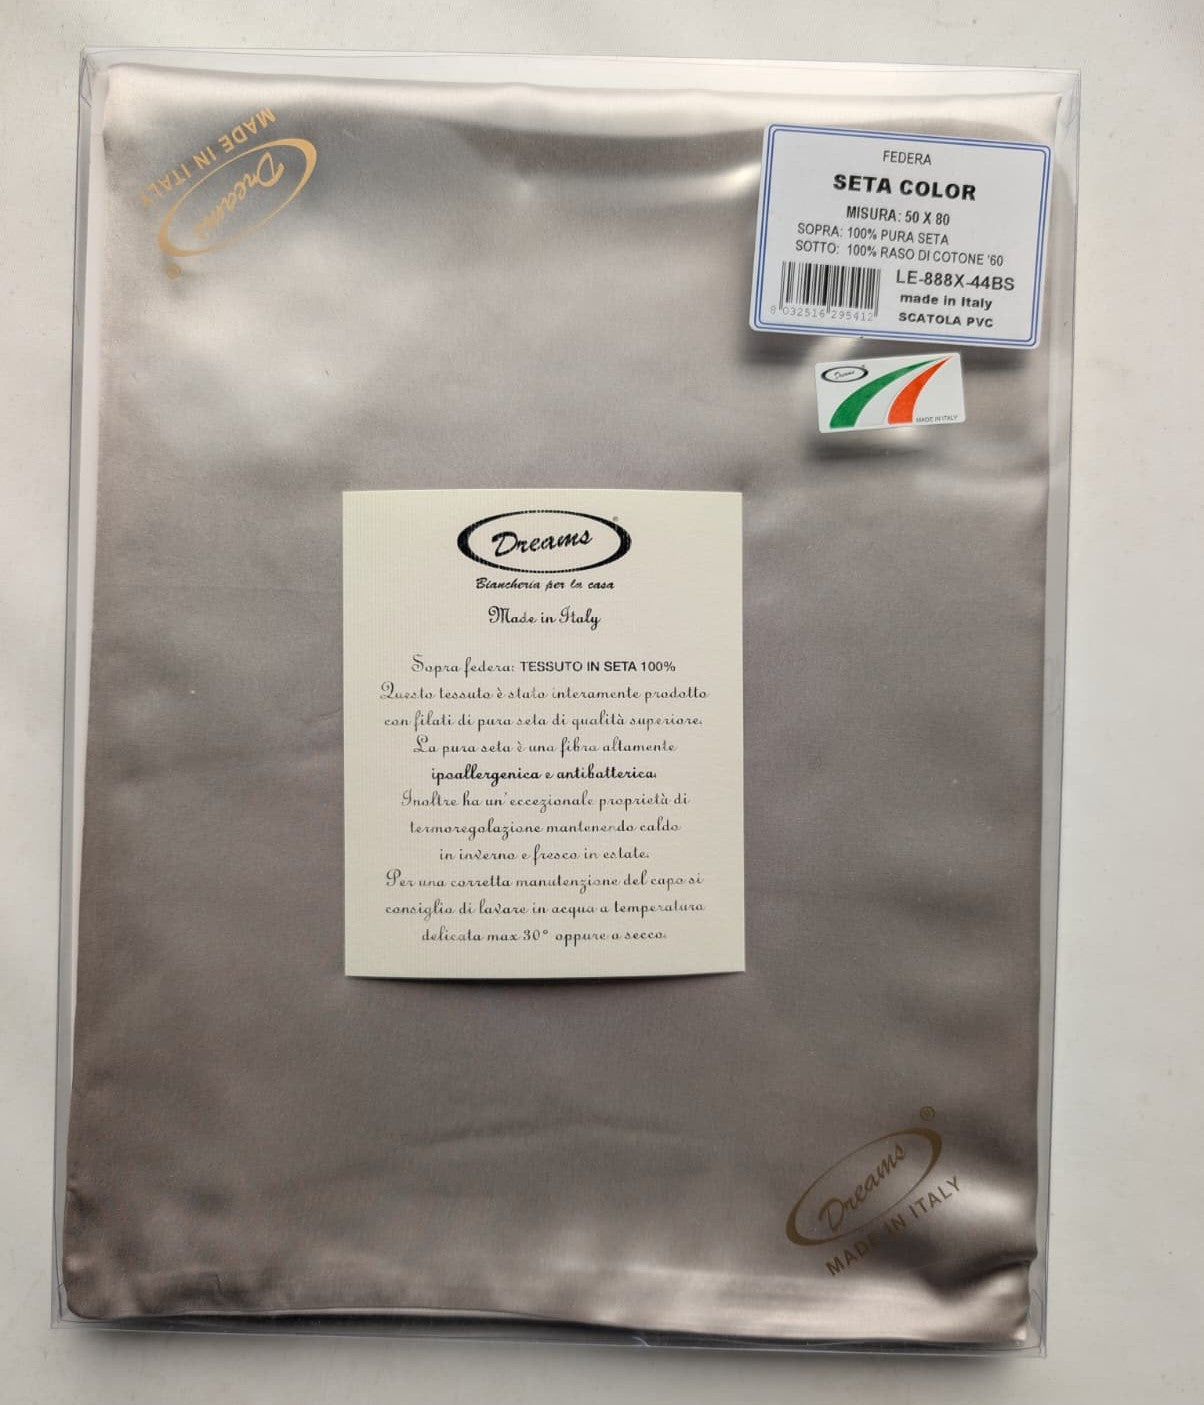 MADE IN ITALY
Dreams
®
FEDERA
SETA COLOR
MISURA: 50 X 80
SOPRA: 100% PURA SETA
SOTTO: 100% RASO DI COTONE '60
LE-888X-44BS
made in Italy
SCATOLA PVC
8 032516 295412
Dreams
MADE IN ITALY
Dreams®
Biancheria per la casa
Made in Italy
Sopra federa: TESSUTO IN SETA 100%
Questo tessuto è stato interamente prodotto
con filati di pura seta di qualità superiore.
La pura seta è una fibra altamente
ipoallergenica e antibatterica.
Inoltre ha un'eccezionale proprietà di
termoregolazione mantenendo caldo
in inverno e fresco in estate.
Per una corretta manutenzione del capo si
consiglia di lavare in acqua a temperatura
delicata max 30° oppure a secco.
®
Dreams
MADE IN ITALY